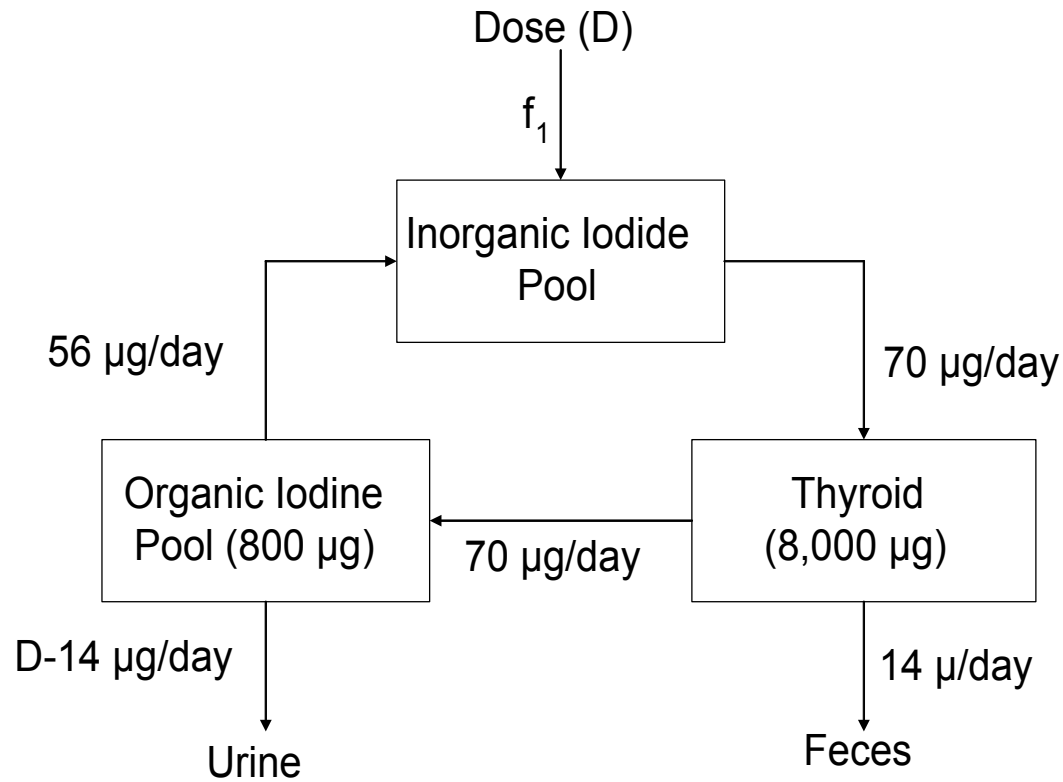 Dose (D)
f1
Inorganic Iodide
Pool
56 µg/day
70 µg/day
Organic Iodine
Pool (800 µg)
70 µg/day
Thyroid
(8,000 µg)
D-14 µg/day
14 µ/day
Urine
Feces